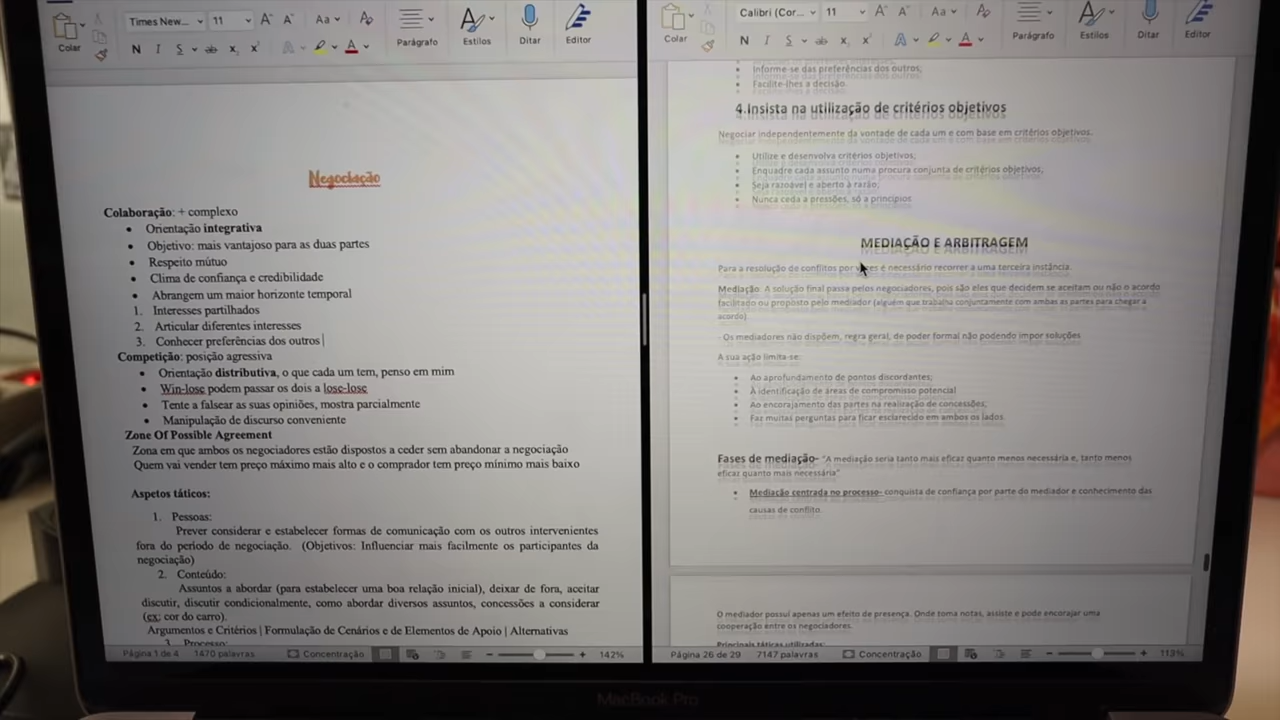 Times New... 11 A^ A˅ Aa
Colar
N I S ab x₂ x² A A
Parágrafo Estilos Ditar Editor
Negociação
Colaboração: + complexo
• Orientação integrativa
• Objetivo: mais vantajoso para as duas partes
• Respeito mútuo
• Clima de confiança e credibilidade
• Abrangem um maior horizonte temporal
1. Interesses partilhados
2. Articular diferentes interesses
3. Conhecer preferências dos outros
Competição: posição agressiva
• Orientação distributiva, o que cada um tem, penso em mim
• Win-lose podem passar os dois a lose-lose
• Tente a falsear as suas opiniões, mostra parcialmente
• Manipulação de discurso conveniente
Zone Of Possible Agreement
Zona em que ambos os negociadores estão dispostos a ceder sem abandonar a negociação
Quem vai vender tem preço máximo mais alto e o comprador tem preço mínimo mais baixo
Aspetos táticos:
1. Pessoas:
Prever considerar e estabelecer formas de comunicação com os outros intervenientes
fora do período de negociação. (Objetivos: Influenciar mais facilmente os participantes da
negociação)
2. Conteúdo:
Assuntos a abordar (para estabelecer uma boa relação inicial), deixar de fora, aceitar
discutir, discutir condicionalmente, como abordar diversos assuntos, concessões a considerar
(ex: cor do carro).
Argumentos e Critérios | Formulação de Cenários e de Elementos de Apoio | Alternativas
3. Processo:
Página 1 de 4 1470 palavras Concentração 142%
Calibri (Cor... 11 A^ A˅ Aa
Colar
N I S ab x₂ x² A A
Parágrafo Estilos Ditar Editor
• Informe-se das preferências dos outros;
• Facilite-lhes a decisão.
4.Insista na utilização de critérios objetivos
Negociar independentemente da vontade de cada um e com base em critérios objetivos.
• Utilize e desenvolva critérios objetivos;
• Enquadre cada assunto numa procura conjunta de critérios objetivos;
• Seja razoável e aberto à razão;
• Nunca ceda a pressões, só a princípios
MEDIAÇÃO E ARBITRAGEM
Para a resolução de conflitos por vezes é necessário recorrer a uma terceira instância.
Mediação: A solução final passa pelos negociadores, pois são eles que decidem se aceitam ou não o acordo
facilitado ou proposto pelo mediador (alguém que trabalha conjuntamente com ambas as partes para chegar a
acordo)
- Os mediadores não dispõem, regra geral, de poder formal não podendo impor soluções
A sua ação limita-se:
• Ao aprofundamento de pontos discordantes;
• À identificação de áreas de compromisso potencial
• Ao encorajamento das partes na realização de concessões;
• Faz muitas perguntas para ficar esclarecido em ambos os lados.
Fases de mediação- “A mediação seria tanto mais eficaz quanto menos necessária e, tanto menos
eficaz quanto mais necessária”
• Mediação centrada no processo- conquista de confiança por parte do mediador e conhecimento das
causas de conflito.
O mediador possui apenas um efeito de presença. Onde toma notas, assiste e pode encorajar uma
cooperação entre os negociadores.
Principais táticas utilizadas:
Página 26 de 29 7147 palavras Concentração 113%
MacBook Pro